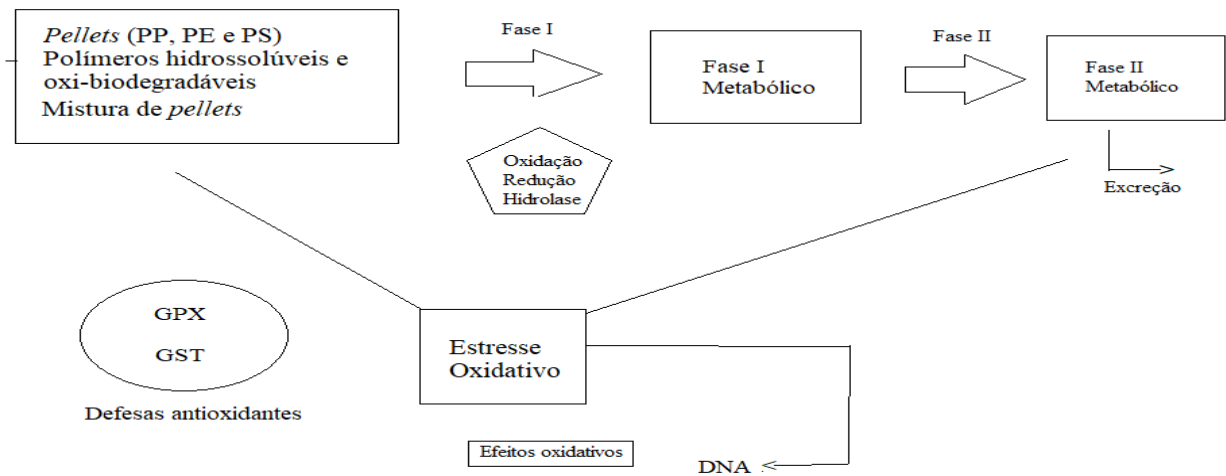 Pellets (PP, PE e PS)
Polímeros hidrossolúveis e
oxi-biodegradáveis
Mistura de pellets
Fase I
Oxidação
Redução
Hidrolase
Fase I
Metabólico
Fase II
Fase II
Metabólico
Excreção
GPX
GST
Defesas antioxidantes
Estresse
Oxidativo
Efeitos oxidativos
DNA